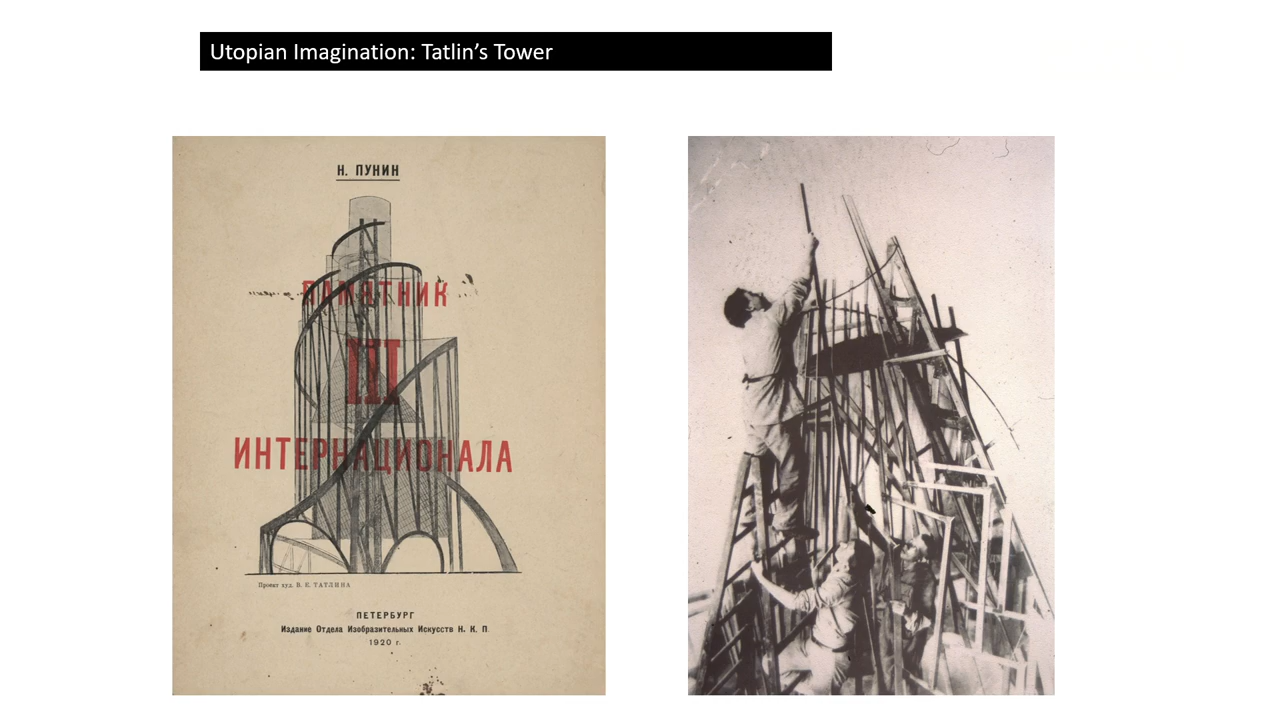 Utopian Imagination: Tatlin’s Tower
Н. ПУНИН
ПАМЯТНИК
III
ИНТЕРНАЦИОНАЛА
Проект худ. В. Е. ТАТЛИНА
ПЕТЕРБУРГ
Издание Отдела Изобразительных Искусств Н. К. П.
1920 г.